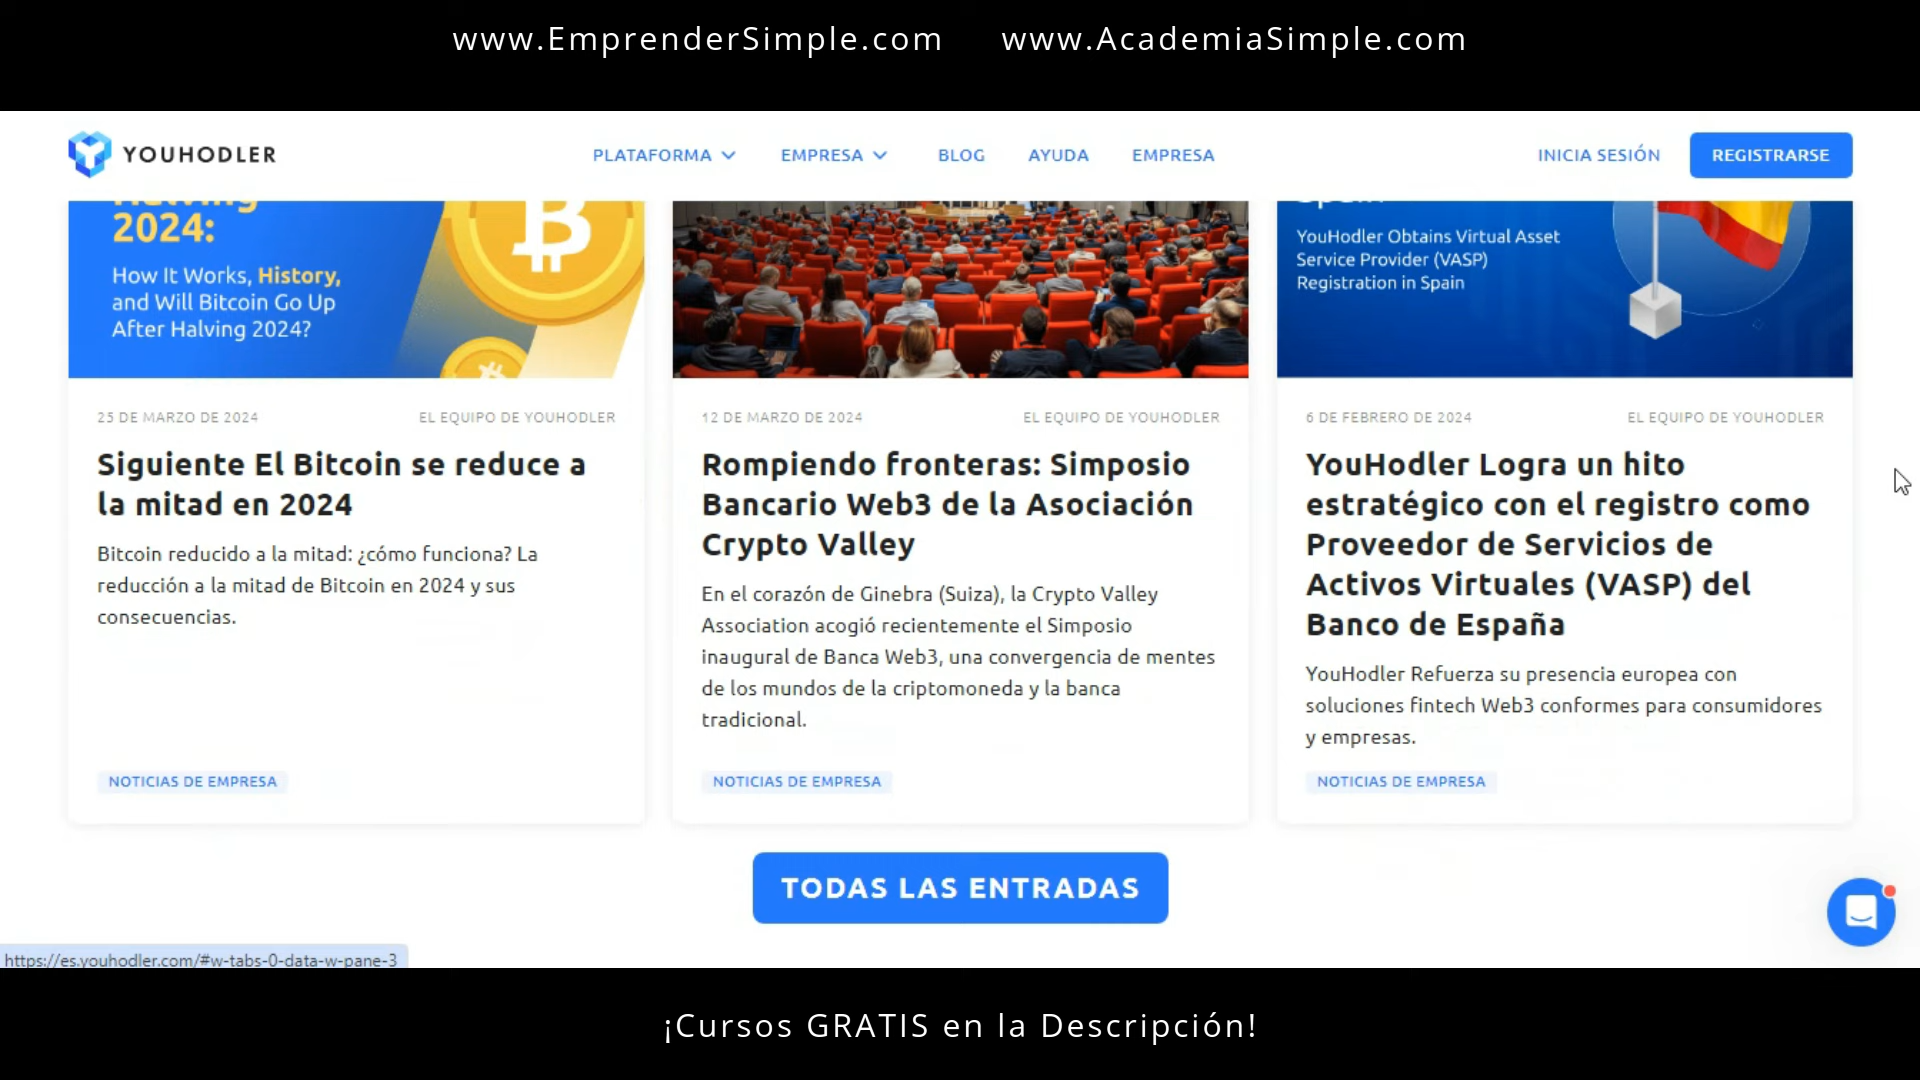 www.EmprenderSimple.com www.AcademiaSimple.com
YOUHODLER
PLATAFORMA EMPRESA BLOG AYUDA EMPRESA
INICIA SESIÓN REGISTRARSE
Halving
2024:
How It Works, History,
and Will Bitcoin Go Up
After Halving 2024?
Spain
YouHodler Obtains Virtual Asset
Service Provider (VASP)
Registration in Spain
25 DE MARZO DE 2024 EL EQUIPO DE YOUHODLER
Siguiente El Bitcoin se reduce a
la mitad en 2024
Bitcoin reducido a la mitad: ¿cómo funciona? La
reducción a la mitad de Bitcoin en 2024 y sus
consecuencias.
NOTICIAS DE EMPRESA
12 DE MARZO DE 2024 EL EQUIPO DE YOUHODLER
Rompiendo fronteras: Simposio
Bancario Web3 de la Asociación
Crypto Valley
En el corazón de Ginebra (Suiza), la Crypto Valley
Association acogió recientemente el Simposio
inaugural de Banca Web3, una convergencia de mentes
de los mundos de la criptomoneda y la banca
tradicional.
NOTICIAS DE EMPRESA
6 DE FEBRERO DE 2024 EL EQUIPO DE YOUHODLER
YouHodler Logra un hito
estratégico con el registro como
Proveedor de Servicios de
Activos Virtuales (VASP) del
Banco de España
YouHodler Refuerza su presencia europea con
soluciones fintech Web3 conformes para consumidores
y empresas.
NOTICIAS DE EMPRESA
TODAS LAS ENTRADAS
https://es.youhodler.com/#w-tabs-0-data-w-pane-3
¡Cursos GRATIS en la Descripción!